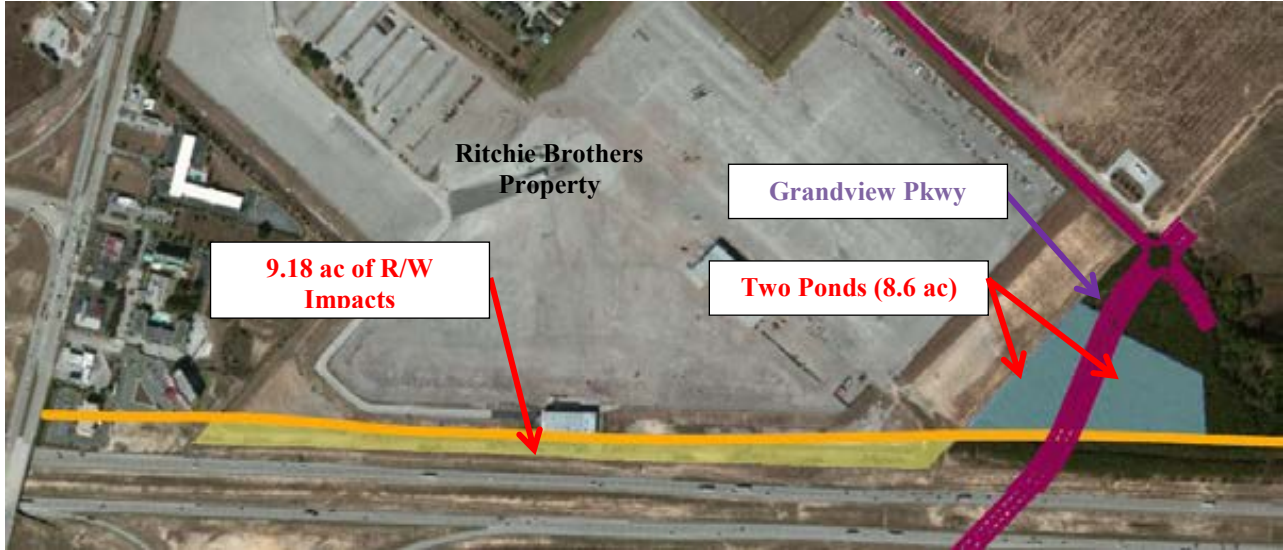 Ritchie Brothers
Property
Grandview Pkwy
9.18 ac of R/W
Impacts
Two Ponds (8.6 ac)